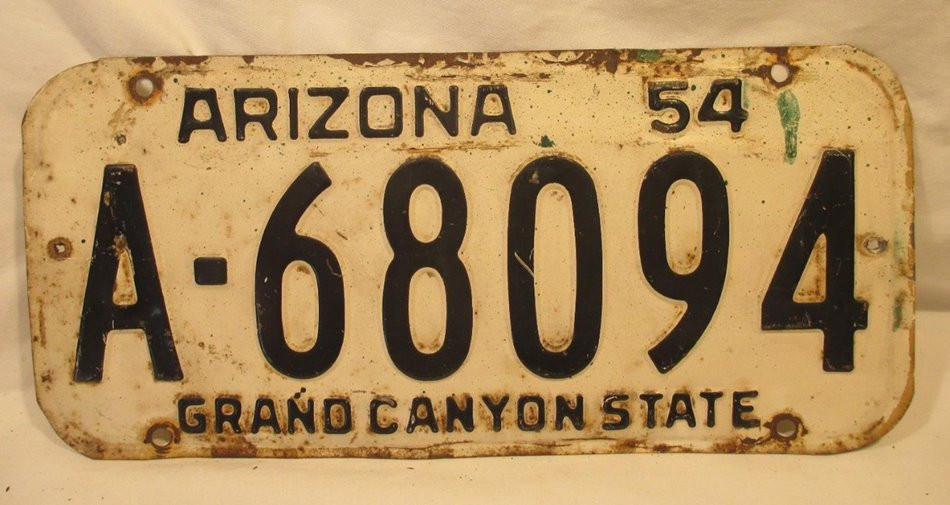 ARIZONA 54
A-68094
GRAND CANYON STATE